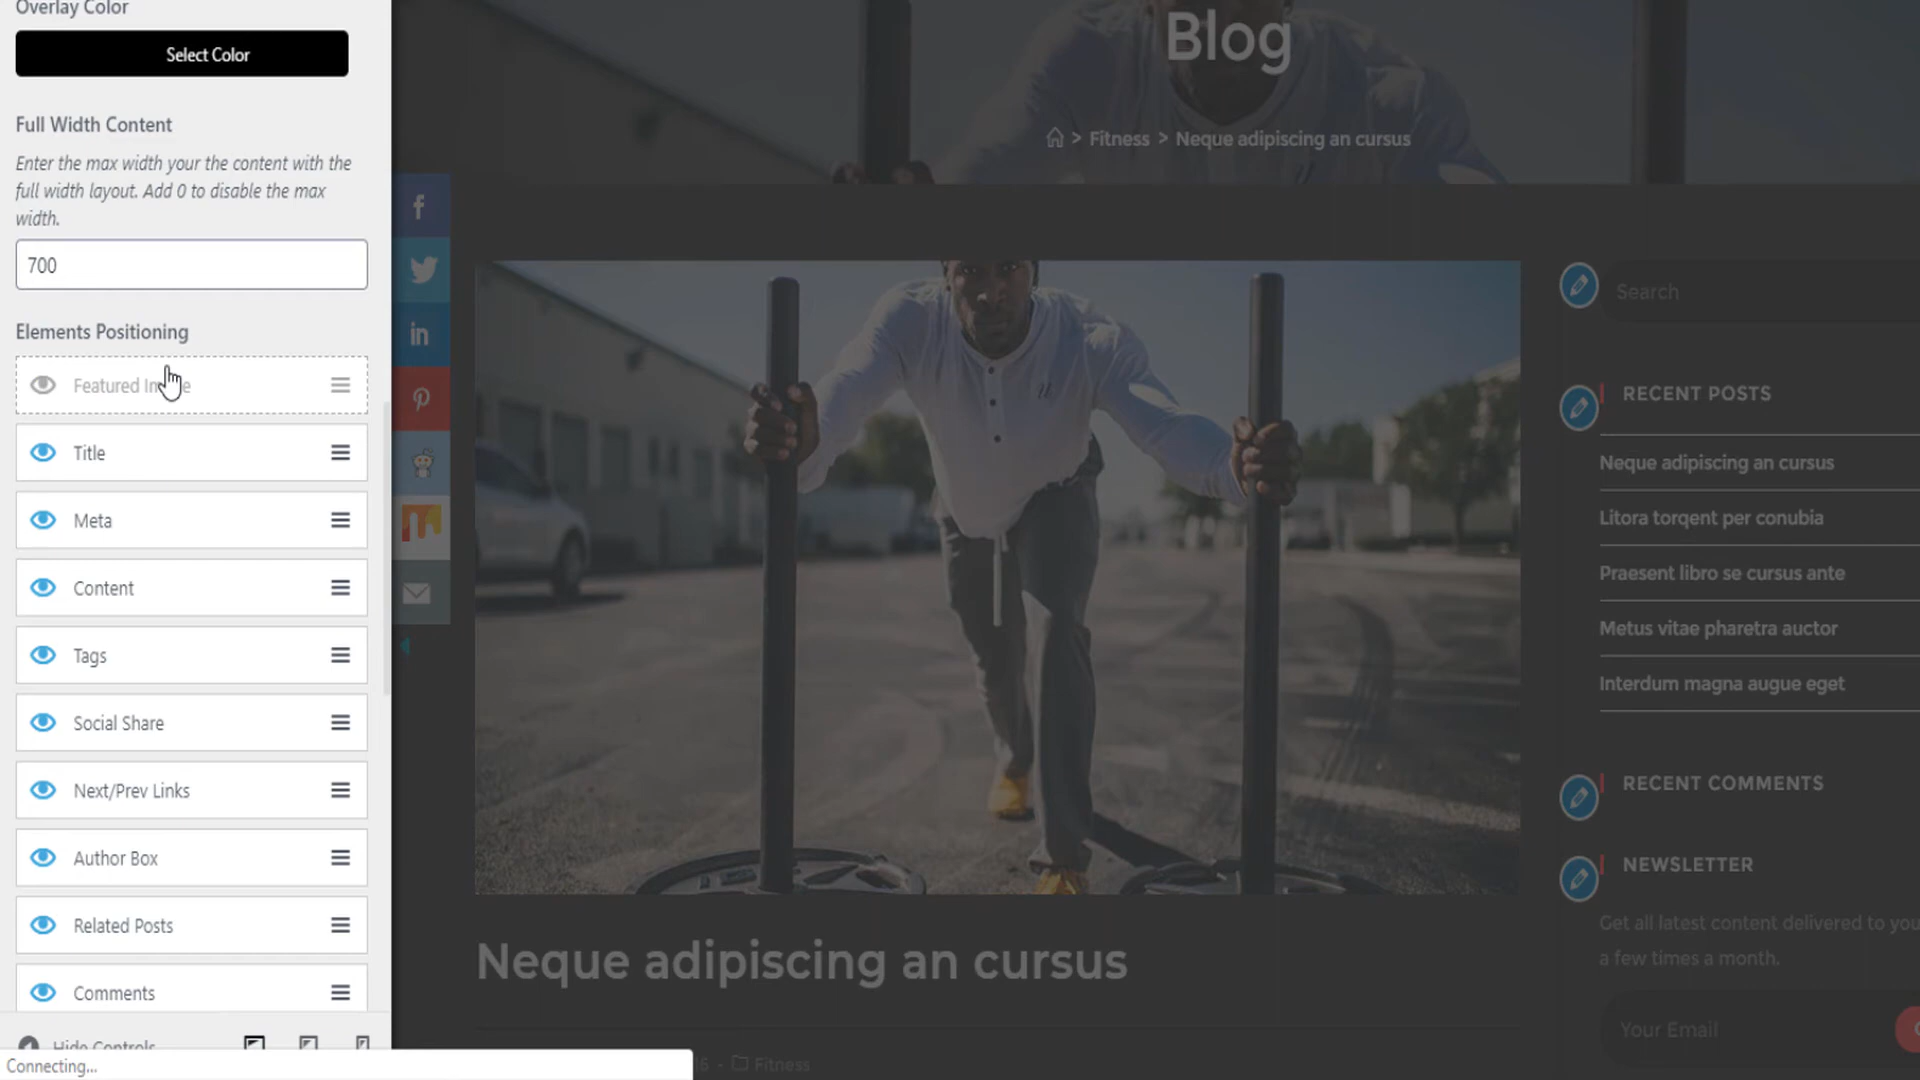 Overlay Color
Select Color
Full Width Content
Enter the max width your the content with the
full width layout. Add 0 to disable the max
width.
700
Elements Positioning
Featured
Title
Meta
Content
Tags
Social Share
Next/Prev Links
Author Box
Related Posts
Comments
Hide Controls
Connecting...
Blog
> Fitness > Neque adipiscing an cursus
Neque adipiscing an cursus
- Fitness
Search
RECENT POSTS
Neque adipiscing an cursus
Litora torqent per conubia
Praesent libro se cursus ante
Metus vitae pharetra auctor
Interdum magna augue eget
RECENT COMMENTS
NEWSLETTER
Get all latest content delivered to you
a few times a month.
Your Email